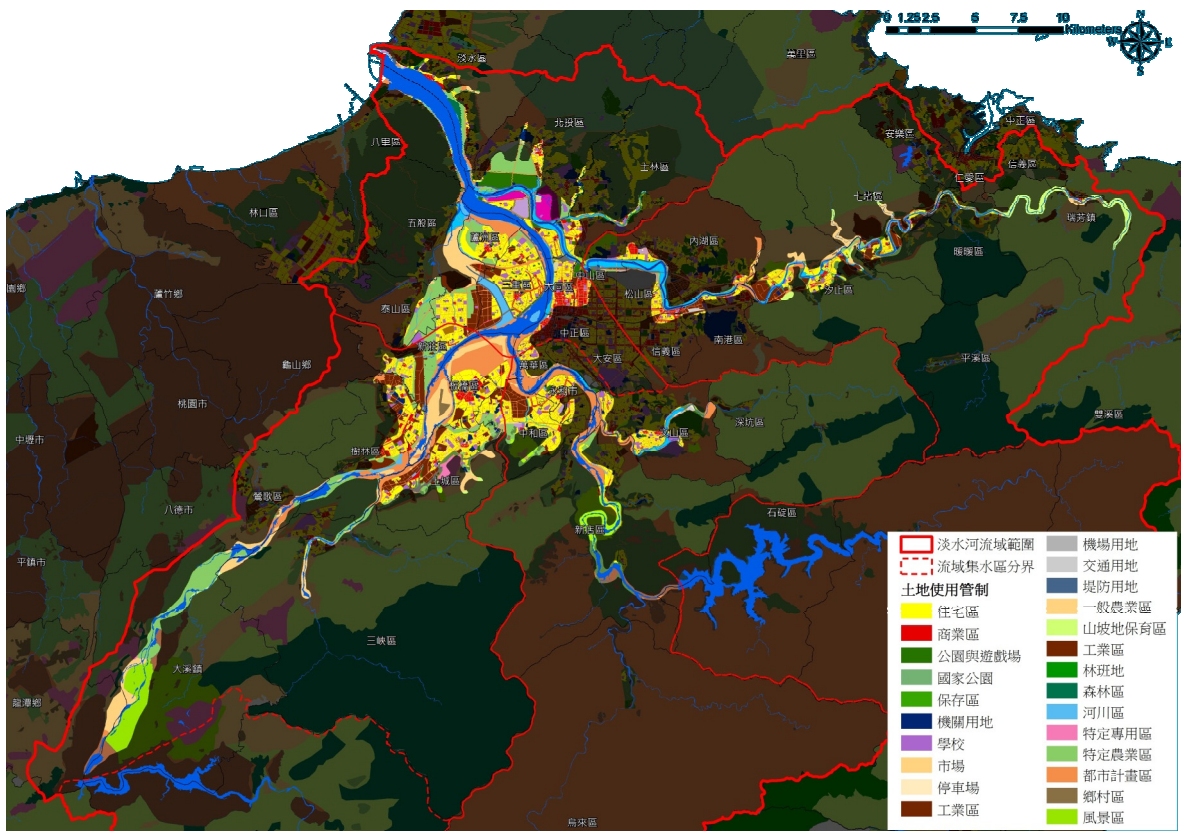 0 1.25 2.5 5 7.5 10
Kilometers
N
W E
S
淡水區
萬里區
北投區
八里區
士林區
安樂區
中正區
信義區
仁愛區
七堵區
瑞芳鎮
林口區
五股區
蘆洲區
內湖區
暖暖區
園鄉
蘆竹鄉
三重區
大同區
中山區
松山區
汐止區
泰山區
新莊區
中正區
大安區
信義區
南港區
平溪區
龜山鄉
萬華區
板橋區
永和市
桃園市
中壢市
中和區
文山區
深坑區
雙溪區
樹林區
土城區
鶯歌區
八德市
新店區
石碇區
平鎮市
三峽區
大溪鎮
龍潭鄉
烏來區
淡水河流域範圍
流域集水區分界
土地使用管制
住宅區
商業區
公園與遊戲場
國家公園
保存區
機關用地
學校
市場
停車場
工業區
機場用地
交通用地
堤防用地
一般農業區
山坡地保育區
工業區
林班地
森林區
河川區
特定專用區
特定農業區
都市計畫區
鄉村區
風景區